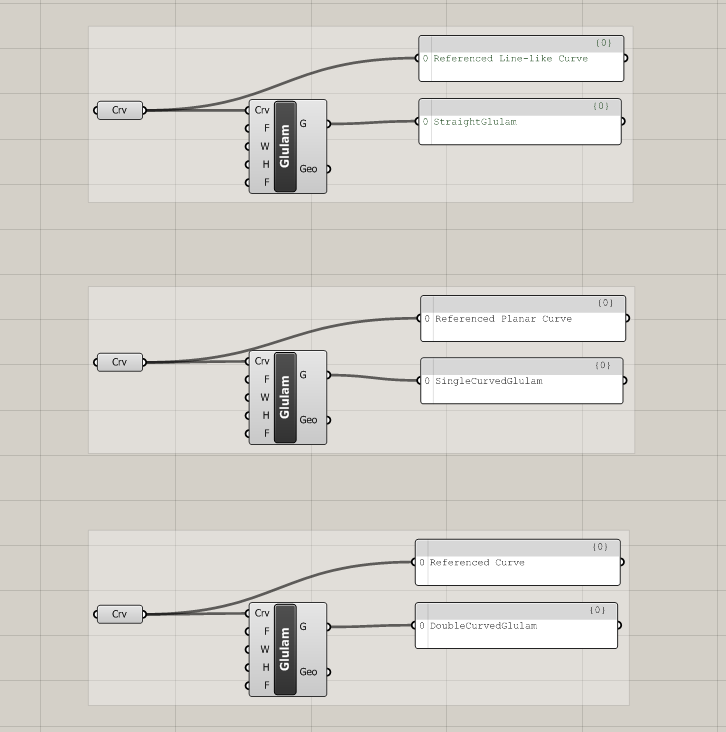 {0}
0 Referenced Line-like Curve
{0}
0 StraightGlulam
Crv
Crv
F
W
H
F
Glulam
G
Geo
{0}
0 Referenced Planar Curve
{0}
0 SingleCurvedGlulam
Crv
Crv
F
W
H
F
Glulam
G
Geo
{0}
0 Referenced Curve
{0}
0 DoubleCurvedGlulam
Crv
Crv
F
W
H
F
Glulam
G
Geo